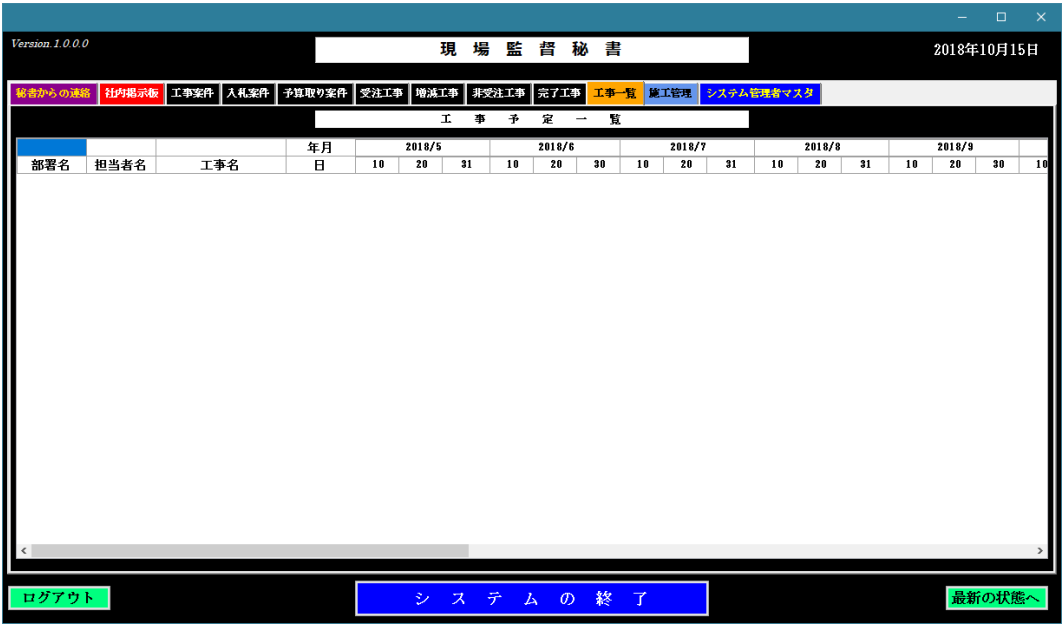 Version.1.0.0.0
現場監督秘書
2018年10月15日
秘書からの連絡 社内掲示板 工事案件 入札案件 予算取り案件 受注工事 増減工事 非受注工事 完了工事 工事一覧 施工管理 システム管理者マスタ
工事予定一覧
年月 2018/5 2018/6 2018/7 2018/8 2018/9
部署名 担当者名 工事名 日 10 20 31 10 20 30 10 20 31 10 20 31 10 20 30 10
ログアウト システムの終了 最新の状態へ